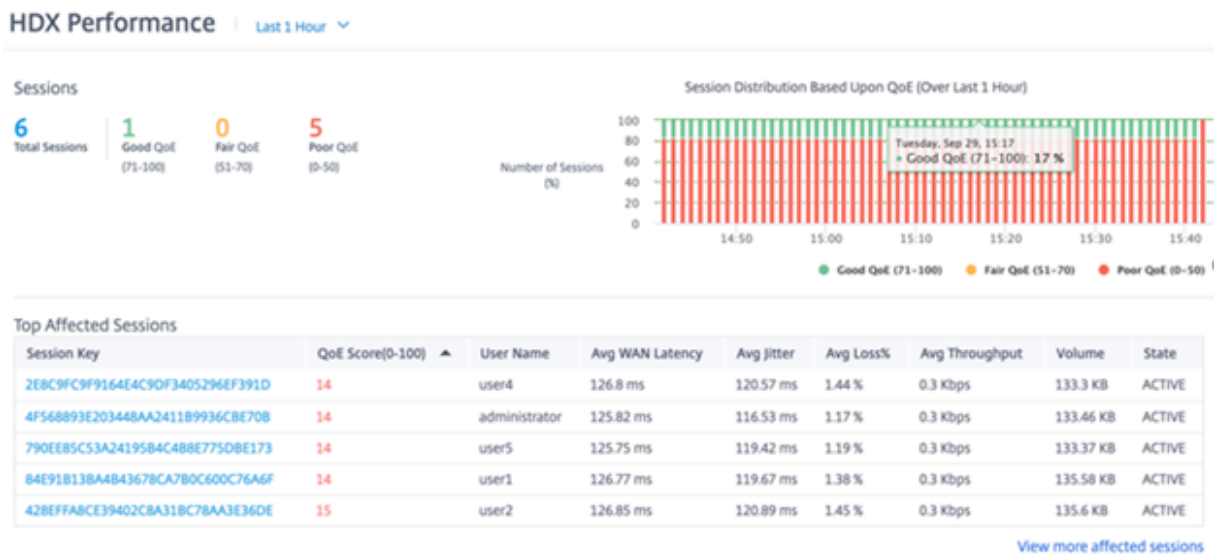 HDX Performance Last 1 Hour
Sessions
6
Total Sessions
1
Good QoE
(71-100)
0
Fair QoE
(51-70)
5
Poor QoE
(0-50)
Session Distribution Based Upon QoE (Over Last 1 Hour)
Number of Sessions
(%)
100
80
60
40
20
0
Tuesday, Sep 29, 15:17
Good QoE (71-100): 17 %
14:50 15:00 15:10 15:20 15:30 15:40
Good QoE (71-100) Fair QoE (51-70) Poor QoE (0-50)
Top Affected Sessions
Session Key QoE Score(0-100) User Name Avg WAN Latency Avg Jitter Avg Loss% Avg Throughput Volume State
2E8C9FC9F9164E4C9DF3405296EF391D 14 user4 126.8 ms 120.57 ms 1.44 % 0.3 Kbps 133.3 KB ACTIVE
4F568893E203448AA2411B9936CBE70B 14 administrator 125.82 ms 116.53 ms 1.17 % 0.3 Kbps 133.46 KB ACTIVE
790EE85C53A24195B4C4B8E775DBE173 14 user5 125.75 ms 119.42 ms 1.19 % 0.3 Kbps 133.37 KB ACTIVE
84E91B13BA4B43678CA7B0C600C76A6F 14 user1 126.77 ms 119.67 ms 1.38 % 0.3 Kbps 135.58 KB ACTIVE
428EFFA8CE39402C8A31BC78AA3E36DE 15 user2 126.85 ms 120.89 ms 1.45 % 0.3 Kbps 135.6 KB ACTIVE
View more affected sessions